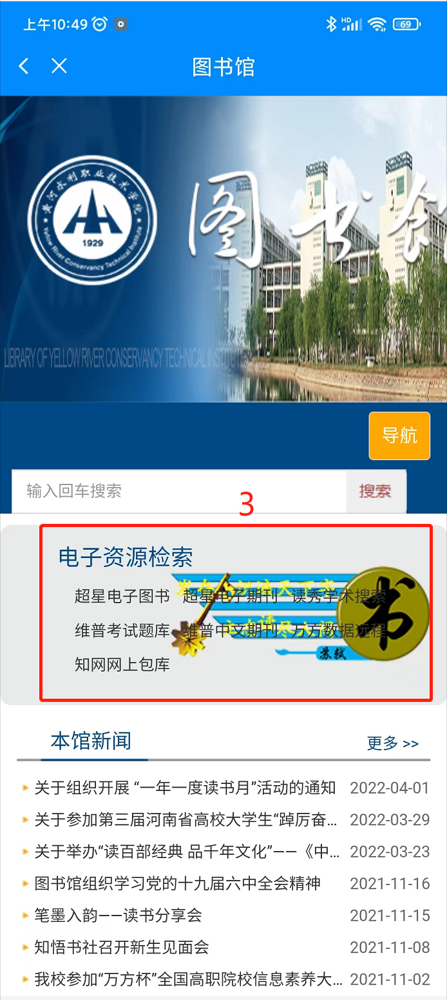 上午10:49
HD
69
图书馆
黄河水利职业技术学院
Yellow River Conservancy Technical Institute
1929
图书馆
LIBRARY OF YELLOW RIVER CONSERVANCY TECHNICAL INSTITUTE
导航
输入回车搜索
搜索
3
电子资源检索
超星电子图书 超星电子期刊 读秀学术搜索
维普考试题库 维普中文期刊 万方数据远程
知网网上包库
书
苏轼
本馆新闻
更多 >>
关于组织开展 “一年一度读书月”活动的通知 2022-04-01
关于参加第三届河南省高校大学生“踔厉奋... 2022-03-29
关于举办“读百部经典 品千年文化”——《中... 2022-03-23
图书馆组织学习党的十九届六中全会精神 2021-11-16
笔墨入韵——读书分享会 2021-11-15
知悟书社召开新生见面会 2021-11-08
我校参加“万方杯”全国高职院校信息素养大... 2021-11-02